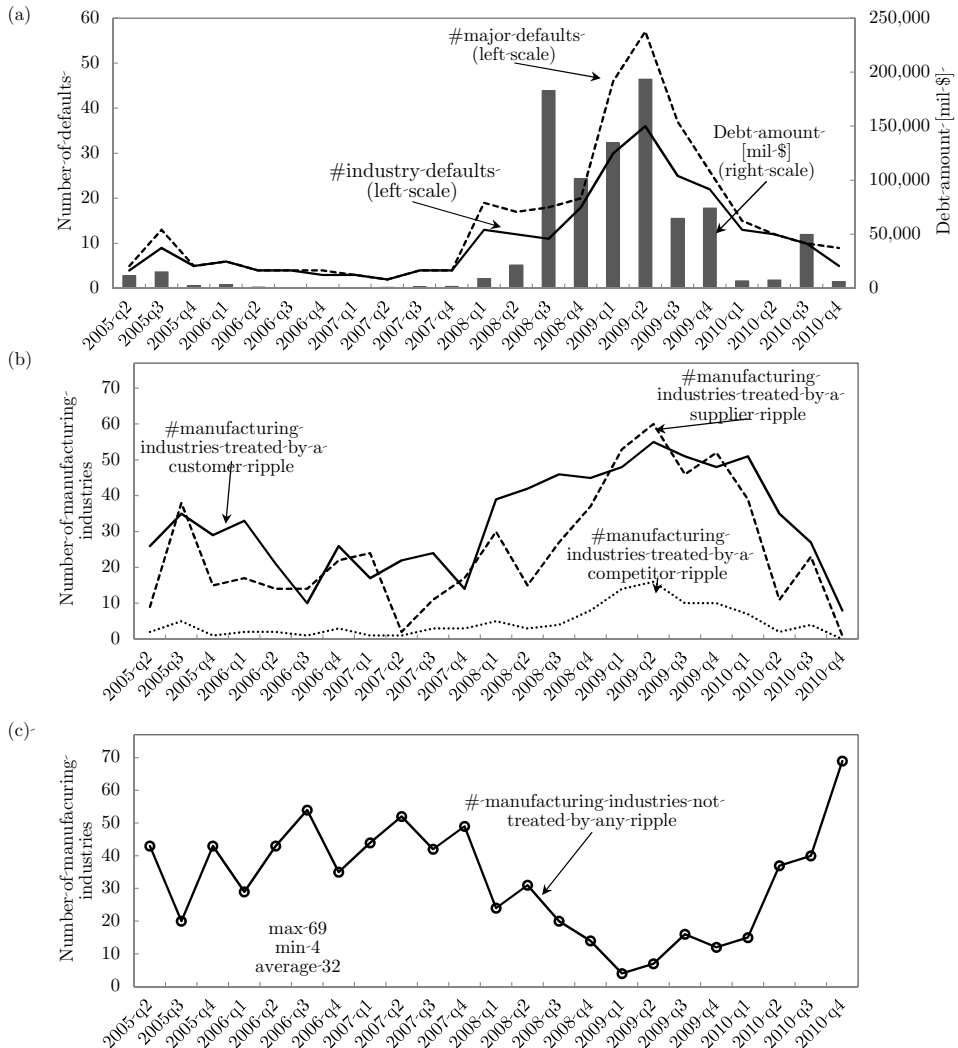 (a)
60
50
40
30
20
10
0
Number of defaults
#major defaults
(left scale)
#industry defaults
(left scale)
Debt amount
[mil $]
(right scale)
250,000
200,000
150,000
100,000
50,000
0
Debt amount [mil $]
2005 q2
2005 q3
2005 q4
2006 q1
2006 q2
2006 q3
2006 q4
2007 q1
2007 q2
2007 q3
2007 q4
2008 q1
2008 q2
2008 q3
2008 q4
2009 q1
2009 q2
2009 q3
2009 q4
2010 q1
2010 q2
2010 q3
2010 q4
(b)
70
60
50
40
30
20
10
0
Number of manufacturing
industries
#manufacturing
industries treated by a
customer ripple
#manufacturing
industries treated by a
supplier ripple
#manufacturing
industries treated by a
competitor ripple
2005 q2
2005 q3
2005 q4
2006 q1
2006 q2
2006 q3
2006 q4
2007 q1
2007 q2
2007 q3
2007 q4
2008 q1
2008 q2
2008 q3
2008 q4
2009 q1
2009 q2
2009 q3
2009 q4
2010 q1
2010 q2
2010 q3
2010 q4
(c)
70
60
50
40
30
20
10
0
Number of manufacuring
industries
# manufacturing industries not
treated by any ripple
max 69
min 4
average 32
2005 q2
2005 q3
2005 q4
2006 q1
2006 q2
2006 q3
2006 q4
2007 q1
2007 q2
2007 q3
2007 q4
2008 q1
2008 q2
2008 q3
2008 q4
2009 q1
2009 q2
2009 q3
2009 q4
2010 q1
2010 q2
2010 q3
2010 q4